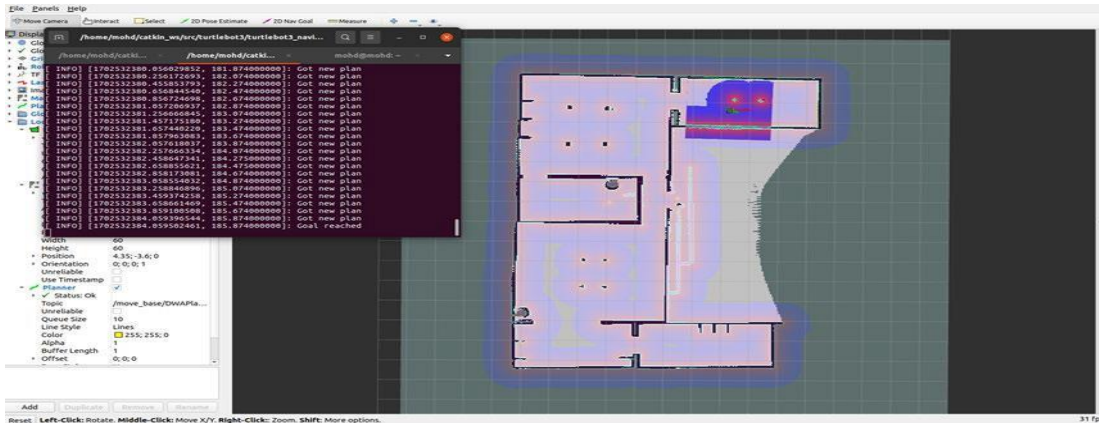 File Panels Help
Move Camera Interact Select 2D Pose Estimate 2D Nav Goal Measure
Displa
/home/mohd/catkin_ws/src/turtlebot3/turtlebot3_navi...
/home/mohd/catki... /home/mohd/catki... mohd@mohd: ~
[ INFO] [1702532380.056029852, 181.874000000]: Got new plan
[ INFO] [1702532380.256172693, 182.074000000]: Got new plan
[ INFO] [1702532380.455853793, 182.274000000]: Got new plan
[ INFO] [1702532380.656844540, 182.474000000]: Got new plan
[ INFO] [1702532380.856724698, 182.674000000]: Got new plan
[ INFO] [1702532381.057286937, 182.874000000]: Got new plan
[ INFO] [1702532381.256666845, 183.074000000]: Got new plan
[ INFO] [1702532381.457175180, 183.274000000]: Got new plan
[ INFO] [1702532381.657440220, 183.474000000]: Got new plan
[ INFO] [1702532381.857963083, 183.674000000]: Got new plan
[ INFO] [1702532382.057618037, 183.874000000]: Got new plan
[ INFO] [1702532382.257666334, 184.074000000]: Got new plan
[ INFO] [1702532382.458647341, 184.275000000]: Got new plan
[ INFO] [1702532382.658855621, 184.475000000]: Got new plan
[ INFO] [1702532382.858173081, 184.674000000]: Got new plan
[ INFO] [1702532383.058554032, 184.874000000]: Got new plan
[ INFO] [1702532383.258846896, 185.074000000]: Got new plan
[ INFO] [1702532383.459374258, 185.275000000]: Got new plan
[ INFO] [1702532383.658661469, 185.474000000]: Got new plan
[ INFO] [1702532383.859100508, 185.674000000]: Got new plan
[ INFO] [1702532384.059396544, 185.874000000]: Got new plan
[ INFO] [1702532384.059502461, 185.874000000]: Goal reached
Width 60
Height 60
Position 4.35; -3.6; 0
Orientation 0; 0; 0; 1
Unreliable
Use Timestamp
Planner
Status: Ok
Topic /move_base/DWAPla...
Unreliable
Queue Size 10
Line Style Lines
Color 255; 255; 0
Alpha 1
Buffer Length 1
Offset 0; 0; 0
Add Duplicate Remove Rename
Reset Left-Click: Rotate. Middle-Click: Move X/Y. Right-Click: Zoom. Shift: More options. 31 fp